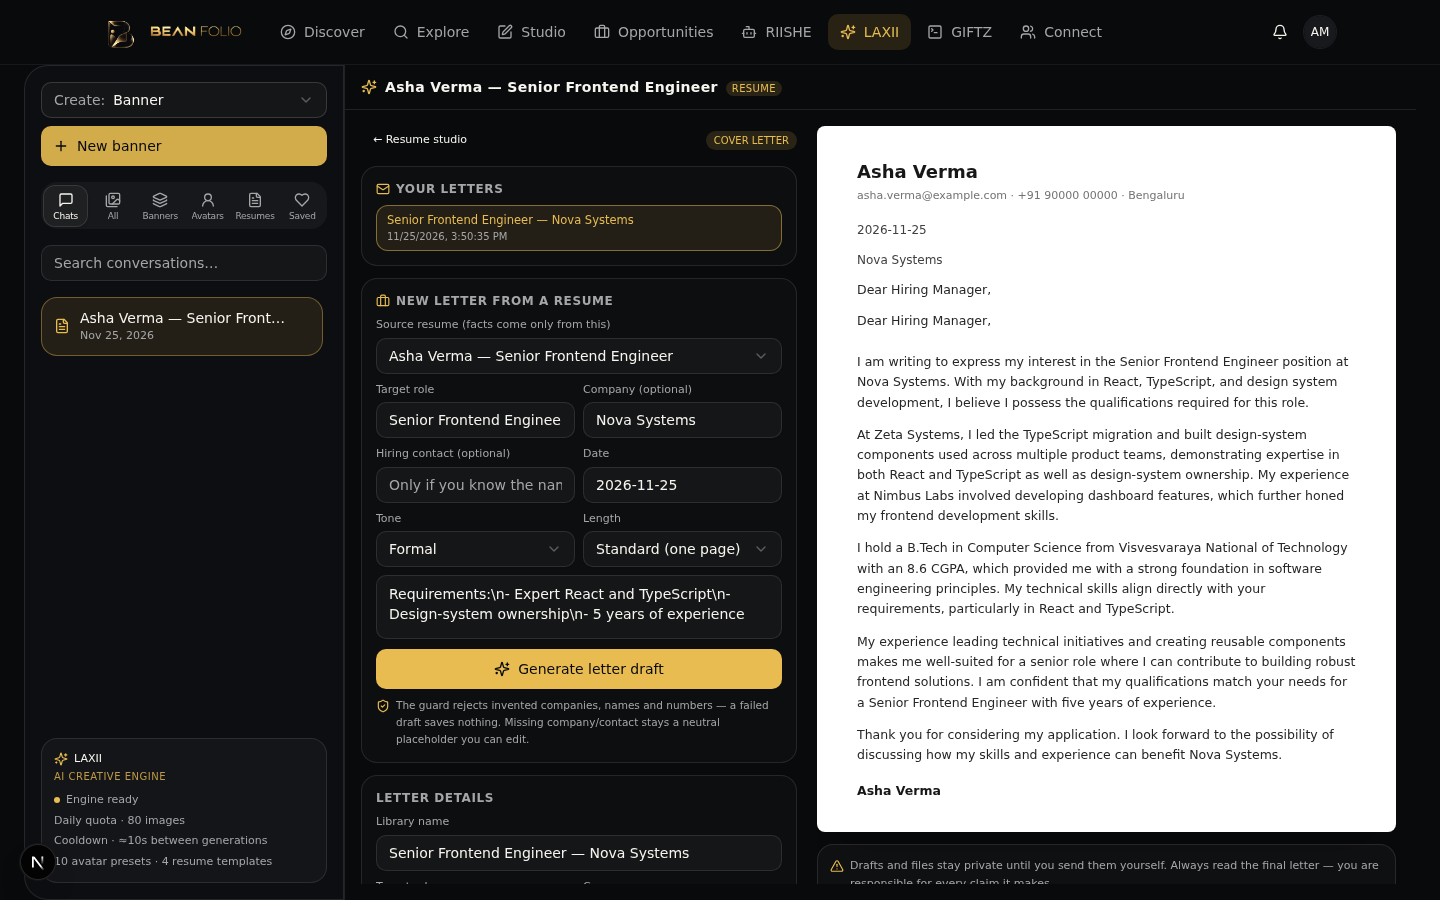 BEAN FOLIO
Discover
Explore
Studio
Opportunities
RIISHE
LAXII
GIFTZ
Connect
AM
Create: Banner
New banner
Chats
All
Banners
Avatars
Resumes
Saved
Search conversations...
Asha Verma — Senior Front...
Nov 25, 2026
LAXII
AI CREATIVE ENGINE
Engine ready
Daily quota · 80 images
Cooldown · ≈10s between generations
10 avatar presets · 4 resume templates
N
Asha Verma — Senior Frontend Engineer RESUME
← Resume studio
COVER LETTER
YOUR LETTERS
Senior Frontend Engineer — Nova Systems
11/25/2026, 3:50:35 PM
NEW LETTER FROM A RESUME
Source resume (facts come only from this)
Asha Verma — Senior Frontend Engineer
Target role
Company (optional)
Senior Frontend Enginee
Nova Systems
Hiring contact (optional)
Date
Only if you know the nan
2026-11-25
Tone
Length
Formal
Standard (one page)
Requirements:\n- Expert React and TypeScript\n-
Design-system ownership\n- 5 years of experience
Generate letter draft
The guard rejects invented companies, names and numbers — a failed
draft saves nothing. Missing company/contact stays a neutral
placeholder you can edit.
LETTER DETAILS
Library name
Senior Frontend Engineer — Nova Systems
Asha Verma
asha.verma@example.com · +91 90000 00000 · Bengaluru
2026-11-25
Nova Systems
Dear Hiring Manager,
Dear Hiring Manager,
I am writing to express my interest in the Senior Frontend Engineer position at
Nova Systems. With my background in React, TypeScript, and design system
development, I believe I possess the qualifications required for this role.
At Zeta Systems, I led the TypeScript migration and built design-system
components used across multiple product teams, demonstrating expertise in
both React and TypeScript as well as design-system ownership. My experience
at Nimbus Labs involved developing dashboard features, which further honed
my frontend development skills.
I hold a B.Tech in Computer Science from Visvesvaraya National of Technology
with an 8.6 CGPA, which provided me with a strong foundation in software
engineering principles. My technical skills align directly with your
requirements, particularly in React and TypeScript.
My experience leading technical initiatives and creating reusable components
makes me well-suited for a senior role where I can contribute to building robust
frontend solutions. I am confident that my qualifications match your needs for
a Senior Frontend Engineer with five years of experience.
Thank you for considering my application. I look forward to the possibility of
discussing how my skills and experience can benefit Nova Systems.
Asha Verma
Drafts and files stay private until you send them yourself. Always read the final letter — you are
responsible for every claim it makes.